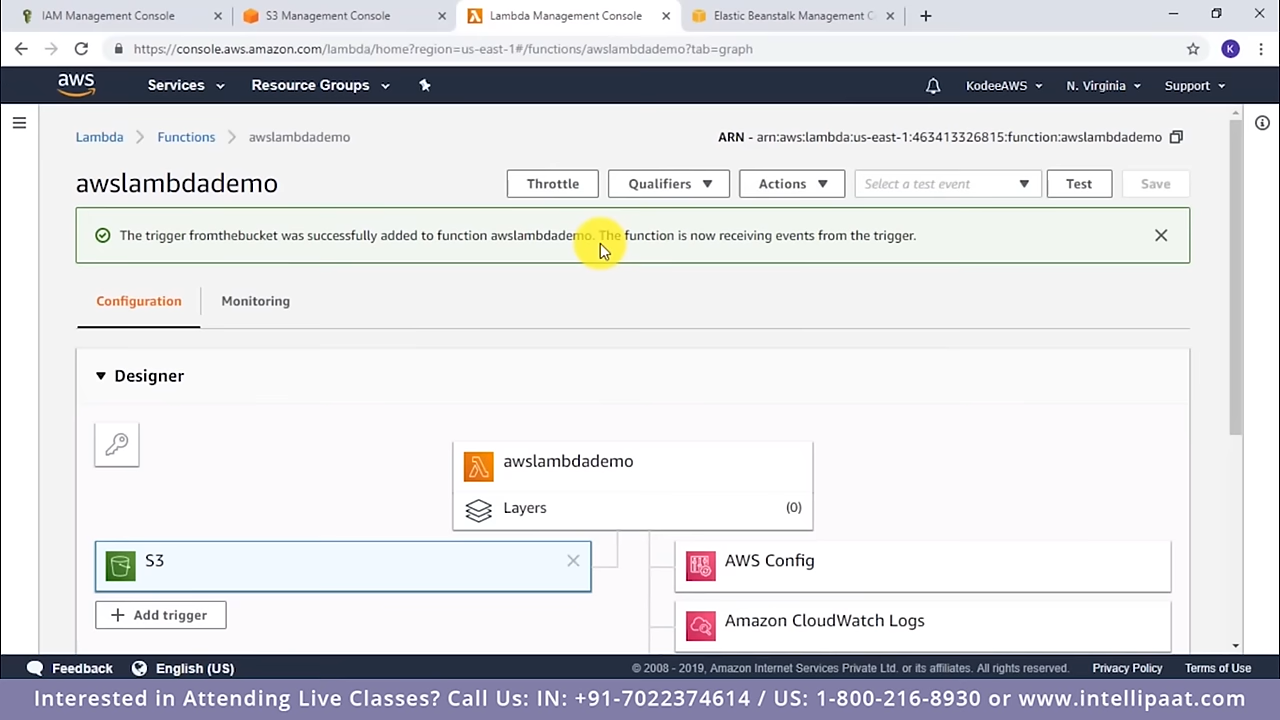 IAM Management Console
S3 Management Console
Lambda Management Console
Elastic Beanstalk Management C
https://console.aws.amazon.com/lambda/home?region=us-east-1#/functions/awslambdademo?tab=graph
K
aws
Services
Resource Groups
KodeeAWS
N. Virginia
Support
Lambda
Functions
awslambdademo
ARN - arn:aws:lambda:us-east-1:463413326815:function:awslambdademo
awslambdademo
Throttle
Qualifiers
Actions
Select a test event
Test
Save
The trigger fromthebucket was successfully added to function awslambdademo. The function is now receiving events from the trigger.
Configuration
Monitoring
Designer
awslambdademo
Layers
(0)
S3
AWS Config
+ Add trigger
Amazon CloudWatch Logs
Feedback
English (US)
© 2008 - 2019, Amazon Internet Services Private Ltd. or its affiliates. All rights reserved.
Privacy Policy
Terms of Use
Interested in Attending Live Classes? Call Us: IN: +91-7022374614 / US: 1-800-216-8930 or www.intellipaat.com